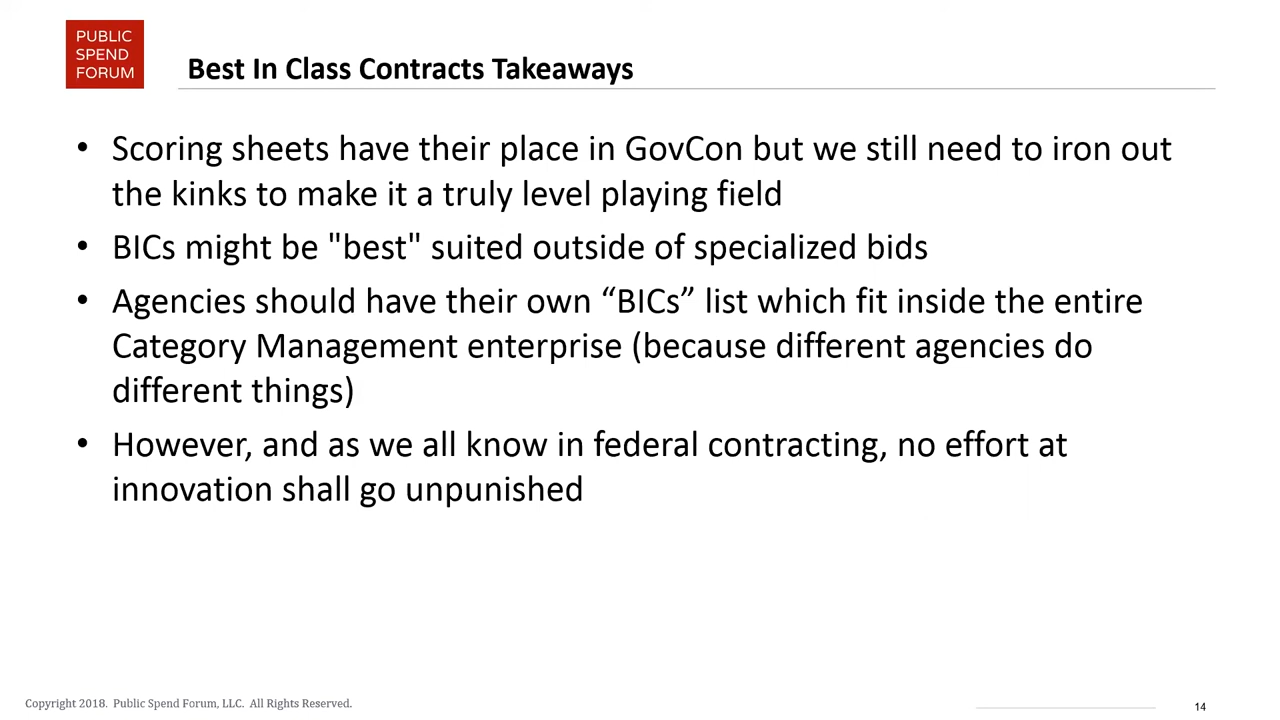 PUBLIC
SPEND
FORUM
Best In Class Contracts Takeaways
• Scoring sheets have their place in GovCon but we still need to iron out
the kinks to make it a truly level playing field
• BICs might be "best" suited outside of specialized bids
• Agencies should have their own “BICs” list which fit inside the entire
Category Management enterprise (because different agencies do
different things)
• However, and as we all know in federal contracting, no effort at
innovation shall go unpunished
Copyright 2018. Public Spend Forum, LLC. All Rights Reserved.
14